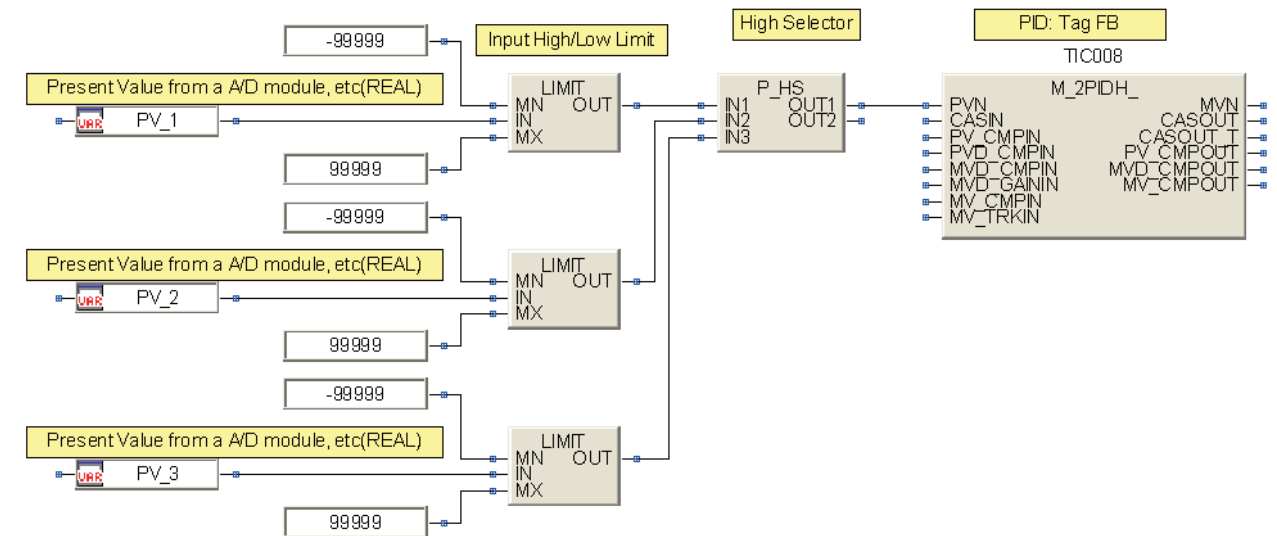 High Selector
PID: Tag FB
-99999
Input High/Low Limit
TIC008
Present Value from a A/D module, etc(REAL)
VAR PV_1
99999
LIMIT
MN OUT
IN
MX
P_HS
IN1 OUT1
IN2 OUT2
IN3
M_2PIDH_
PVN MVN
CASIN CASOUT
PV_CMPIN CASOUT_T
PVD_CMPIN PV_CMPOUT
MVD_CMPIN MVD_CMPOUT
MVD_GAININ MV_CMPOUT
MV_CMPIN
MV_TRKIN
-99999
Present Value from a A/D module, etc(REAL)
VAR PV_2
99999
LIMIT
MN OUT
IN
MX
-99999
Present Value from a A/D module, etc(REAL)
VAR PV_3
99999
LIMIT
MN OUT
IN
MX